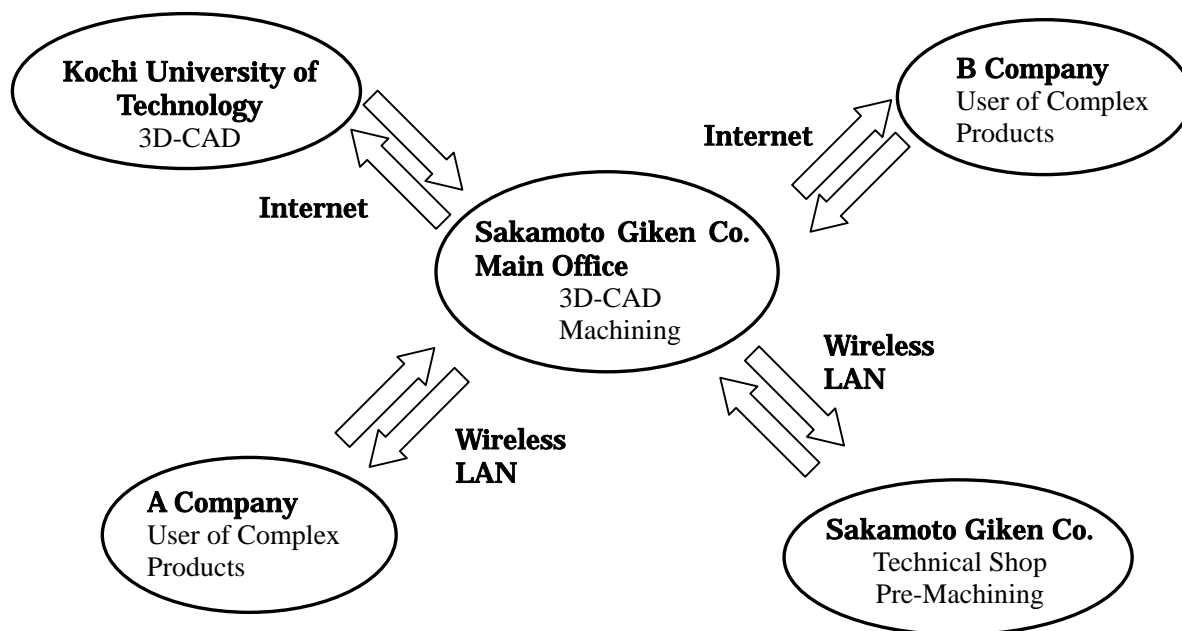 Kochi University of
Technology
3D-CAD
Internet
B Company
User of Complex
Products
Internet
Sakamoto Giken Co.
Main Office
3D-CAD
Machining
Wireless
LAN
A Company
User of Complex
Products
Wireless
LAN
Sakamoto Giken Co.
Technical Shop
Pre-Machining